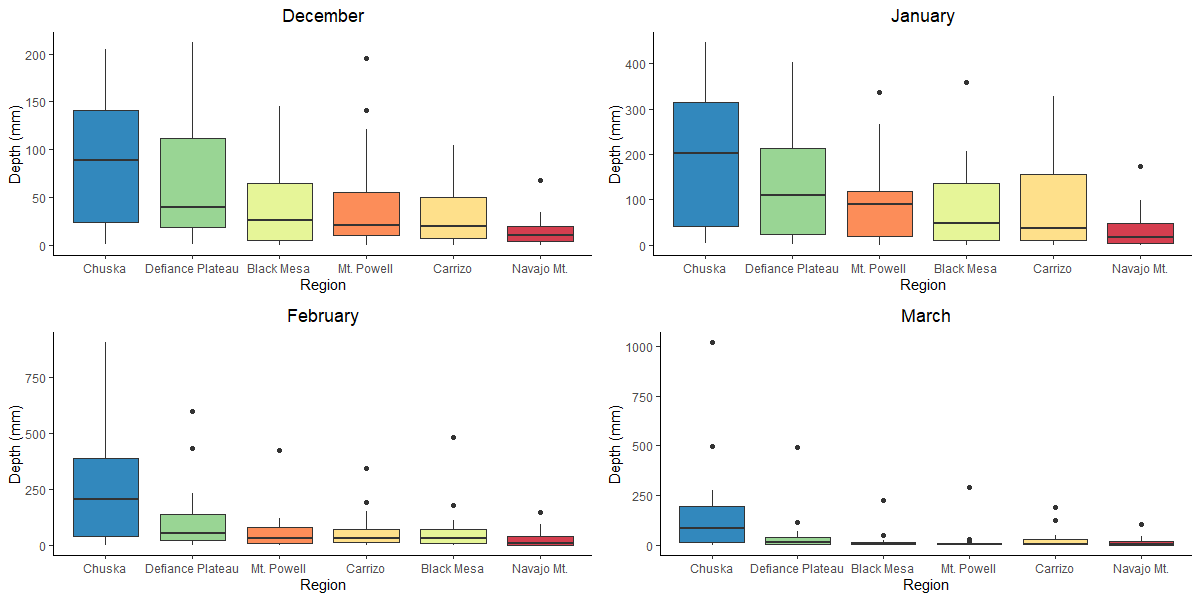 December
Depth (mm)
200
150
100
50
0
Chuska Defiance Plateau Black Mesa Mt. Powell Carrizo Navajo Mt.
Region
January
Depth (mm)
400
300
200
100
0
Chuska Defiance Plateau Mt. Powell Black Mesa Carrizo Navajo Mt.
Region
February
Depth (mm)
750
500
250
0
Chuska Defiance Plateau Mt. Powell Carrizo Black Mesa Navajo Mt.
Region
March
Depth (mm)
1000
750
500
250
0
Chuska Defiance Plateau Black Mesa Mt. Powell Carrizo Navajo Mt.
Region